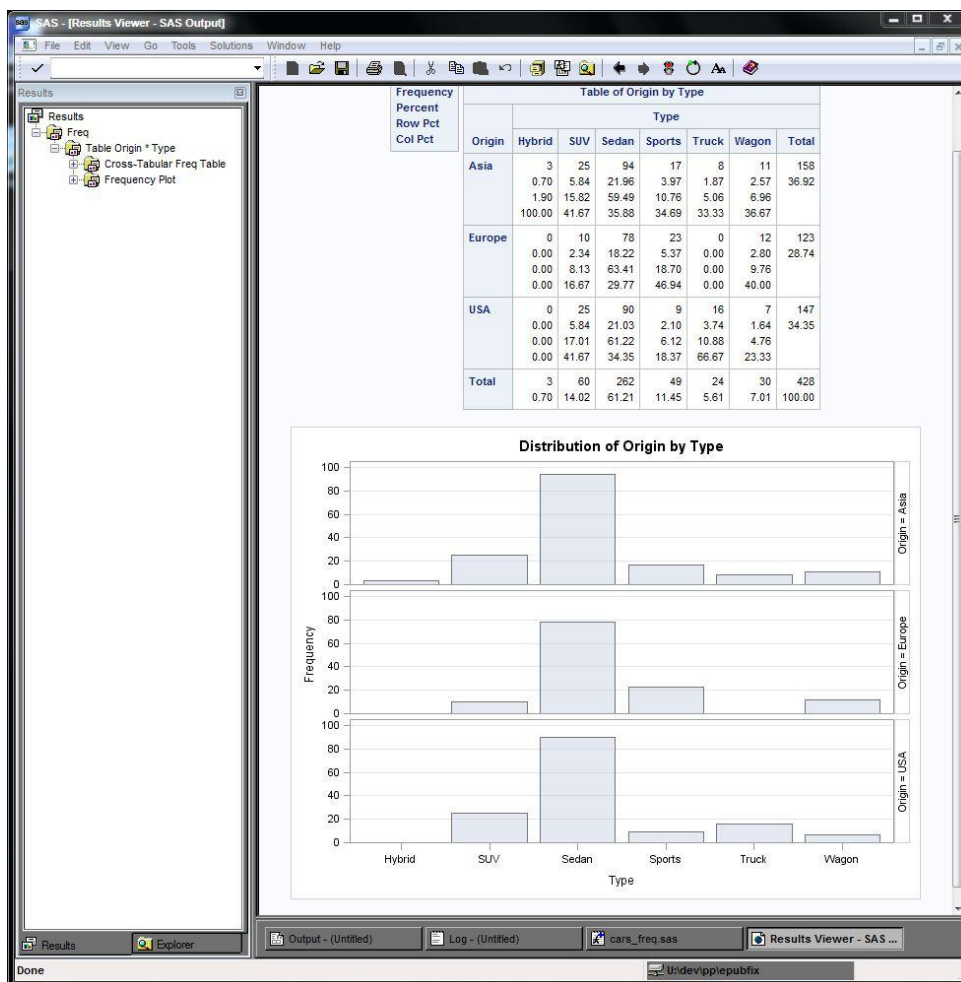 sas SAS - [Results Viewer - SAS Output]
File Edit View Go Tools Solutions Window Help
Results
Results
Freq
Table Origin * Type
Cross-Tabular Freq Table
Frequency Plot
Frequency
Percent
Row Pct
Col Pct
Table of Origin by Type
Type
Origin Hybrid SUV Sedan Sports Truck Wagon Total
Asia 3 25 94 17 8 11 158
0.70 5.84 21.96 3.97 1.87 2.57 36.92
1.90 15.82 59.49 10.76 5.06 6.96
100.00 41.67 35.88 34.69 33.33 36.67
Europe 0 10 78 23 0 12 123
0.00 2.34 18.22 5.37 0.00 2.80 28.74
0.00 8.13 63.41 18.70 0.00 9.76
0.00 16.67 29.77 46.94 0.00 40.00
USA 0 25 90 9 16 7 147
0.00 5.84 21.03 2.10 3.74 1.64 34.35
0.00 17.01 61.22 6.12 10.88 4.76
0.00 41.67 34.35 18.37 66.67 23.33
Total 3 60 262 49 24 30 428
0.70 14.02 61.21 11.45 5.61 7.01 100.00
Distribution of Origin by Type
100
80
60
40
20
0
Origin = Asia
100
80
60
40
20
0
Origin = Europe
Frequency
100
80
60
40
20
0
Origin = USA
Hybrid SUV Sedan Sports Truck Wagon
Type
Results Explorer
Output - (Untitled) Log - (Untitled) cars_freq.sas Results Viewer - SAS ...
Done U:\dev\pp\epubfix